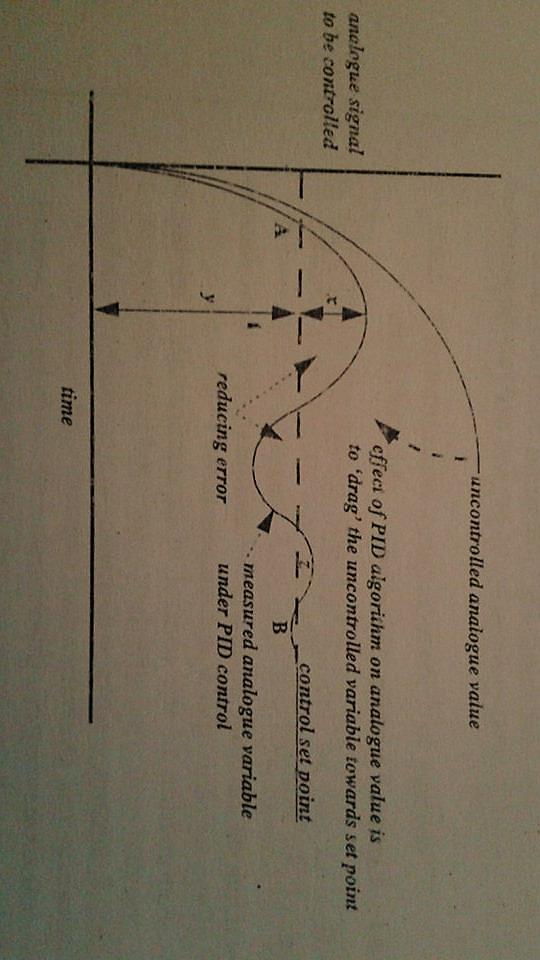 analogue signal
to be controlled
uncontrolled analogue value
effect of PID algorithm on analogue value is
to 'drag' the uncontrolled variable towards set point
x
A
z
B
control set point
y
reducing error
measured analogue variable
under PID control
time